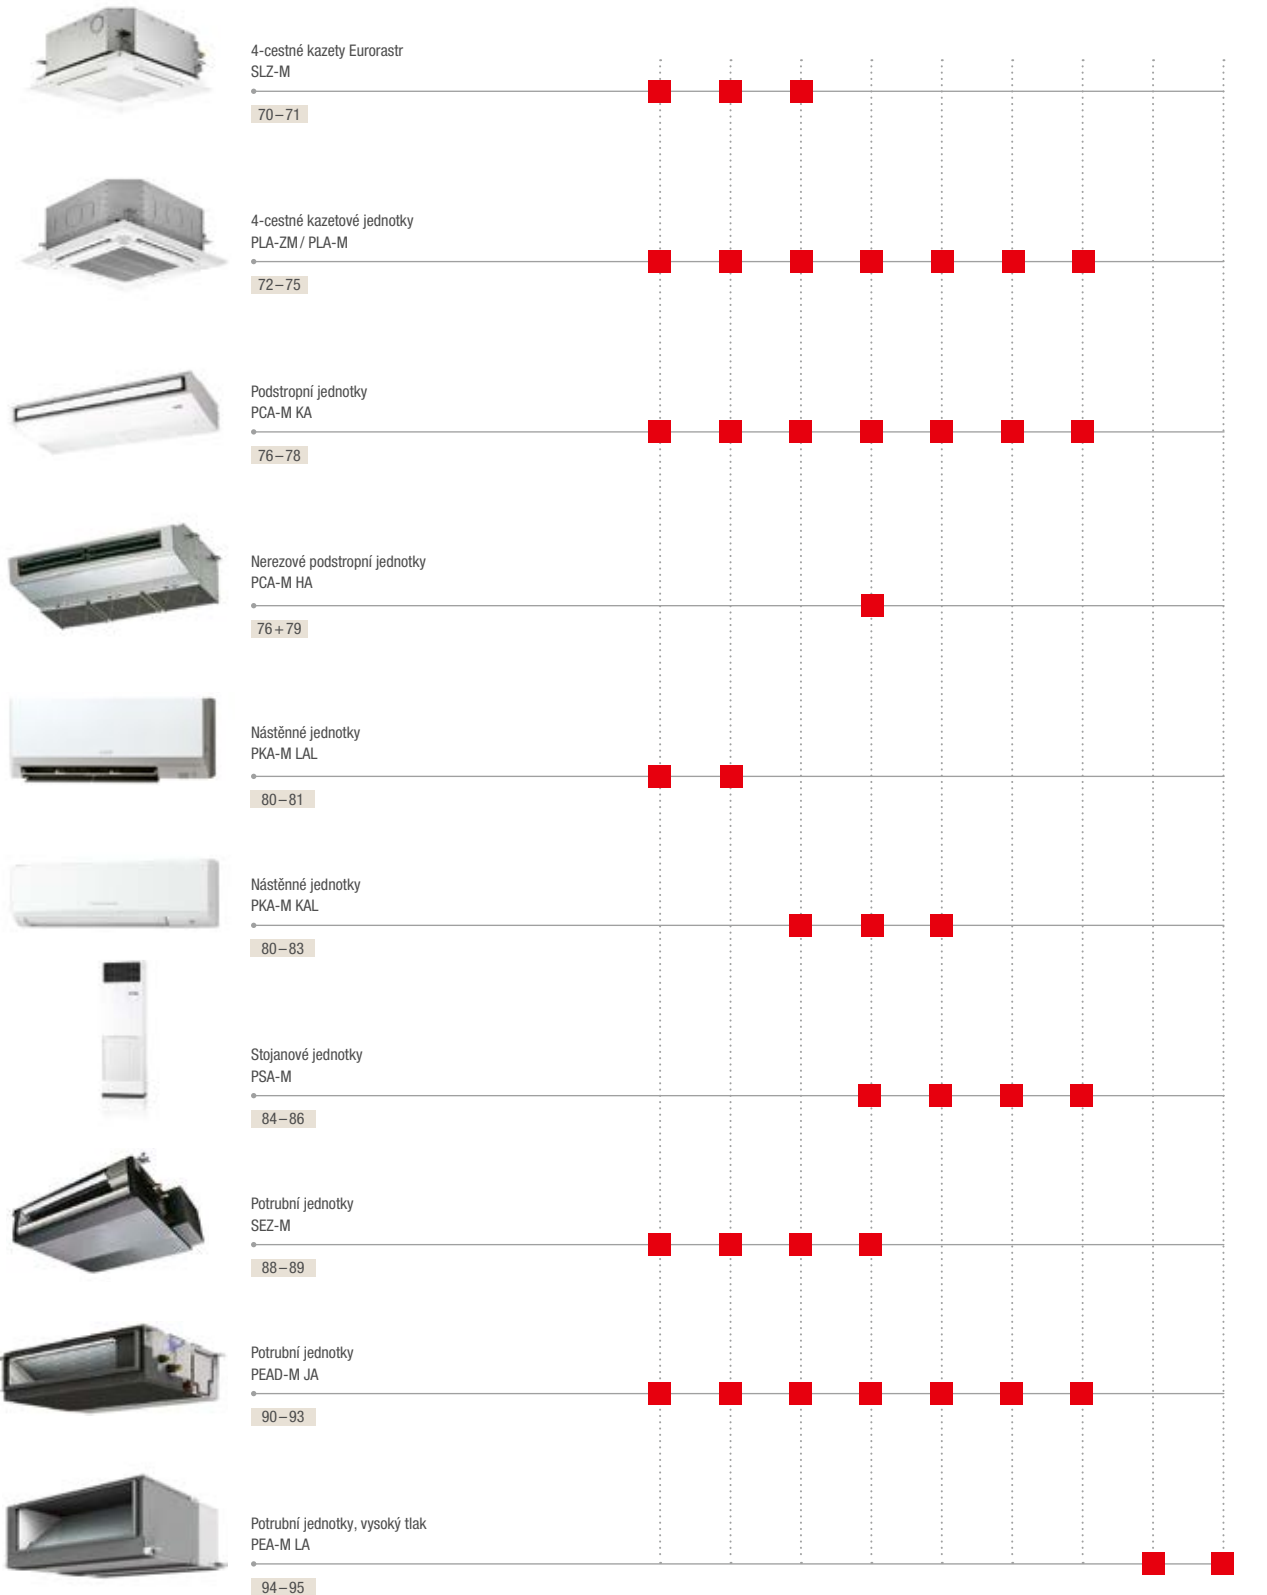 4-cestné kazety Eurorastr
SLZ-M
70–71
4-cestné kazetové jednotky
PLA-ZM / PLA-M
72–75
Podstropní jednotky
PCA-M KA
76–78
Nerezové podstropní jednotky
PCA-M HA
76+79
Nástěnné jednotky
PKA-M LAL
80–81
Nástěnné jednotky
PKA-M KAL
80–83
Stojanové jednotky
PSA-M
84–86
Potrubní jednotky
SEZ-M
88–89
Potrubní jednotky
PEAD-M JA
90–93
Potrubní jednotky, vysoký tlak
PEA-M LA
94–95